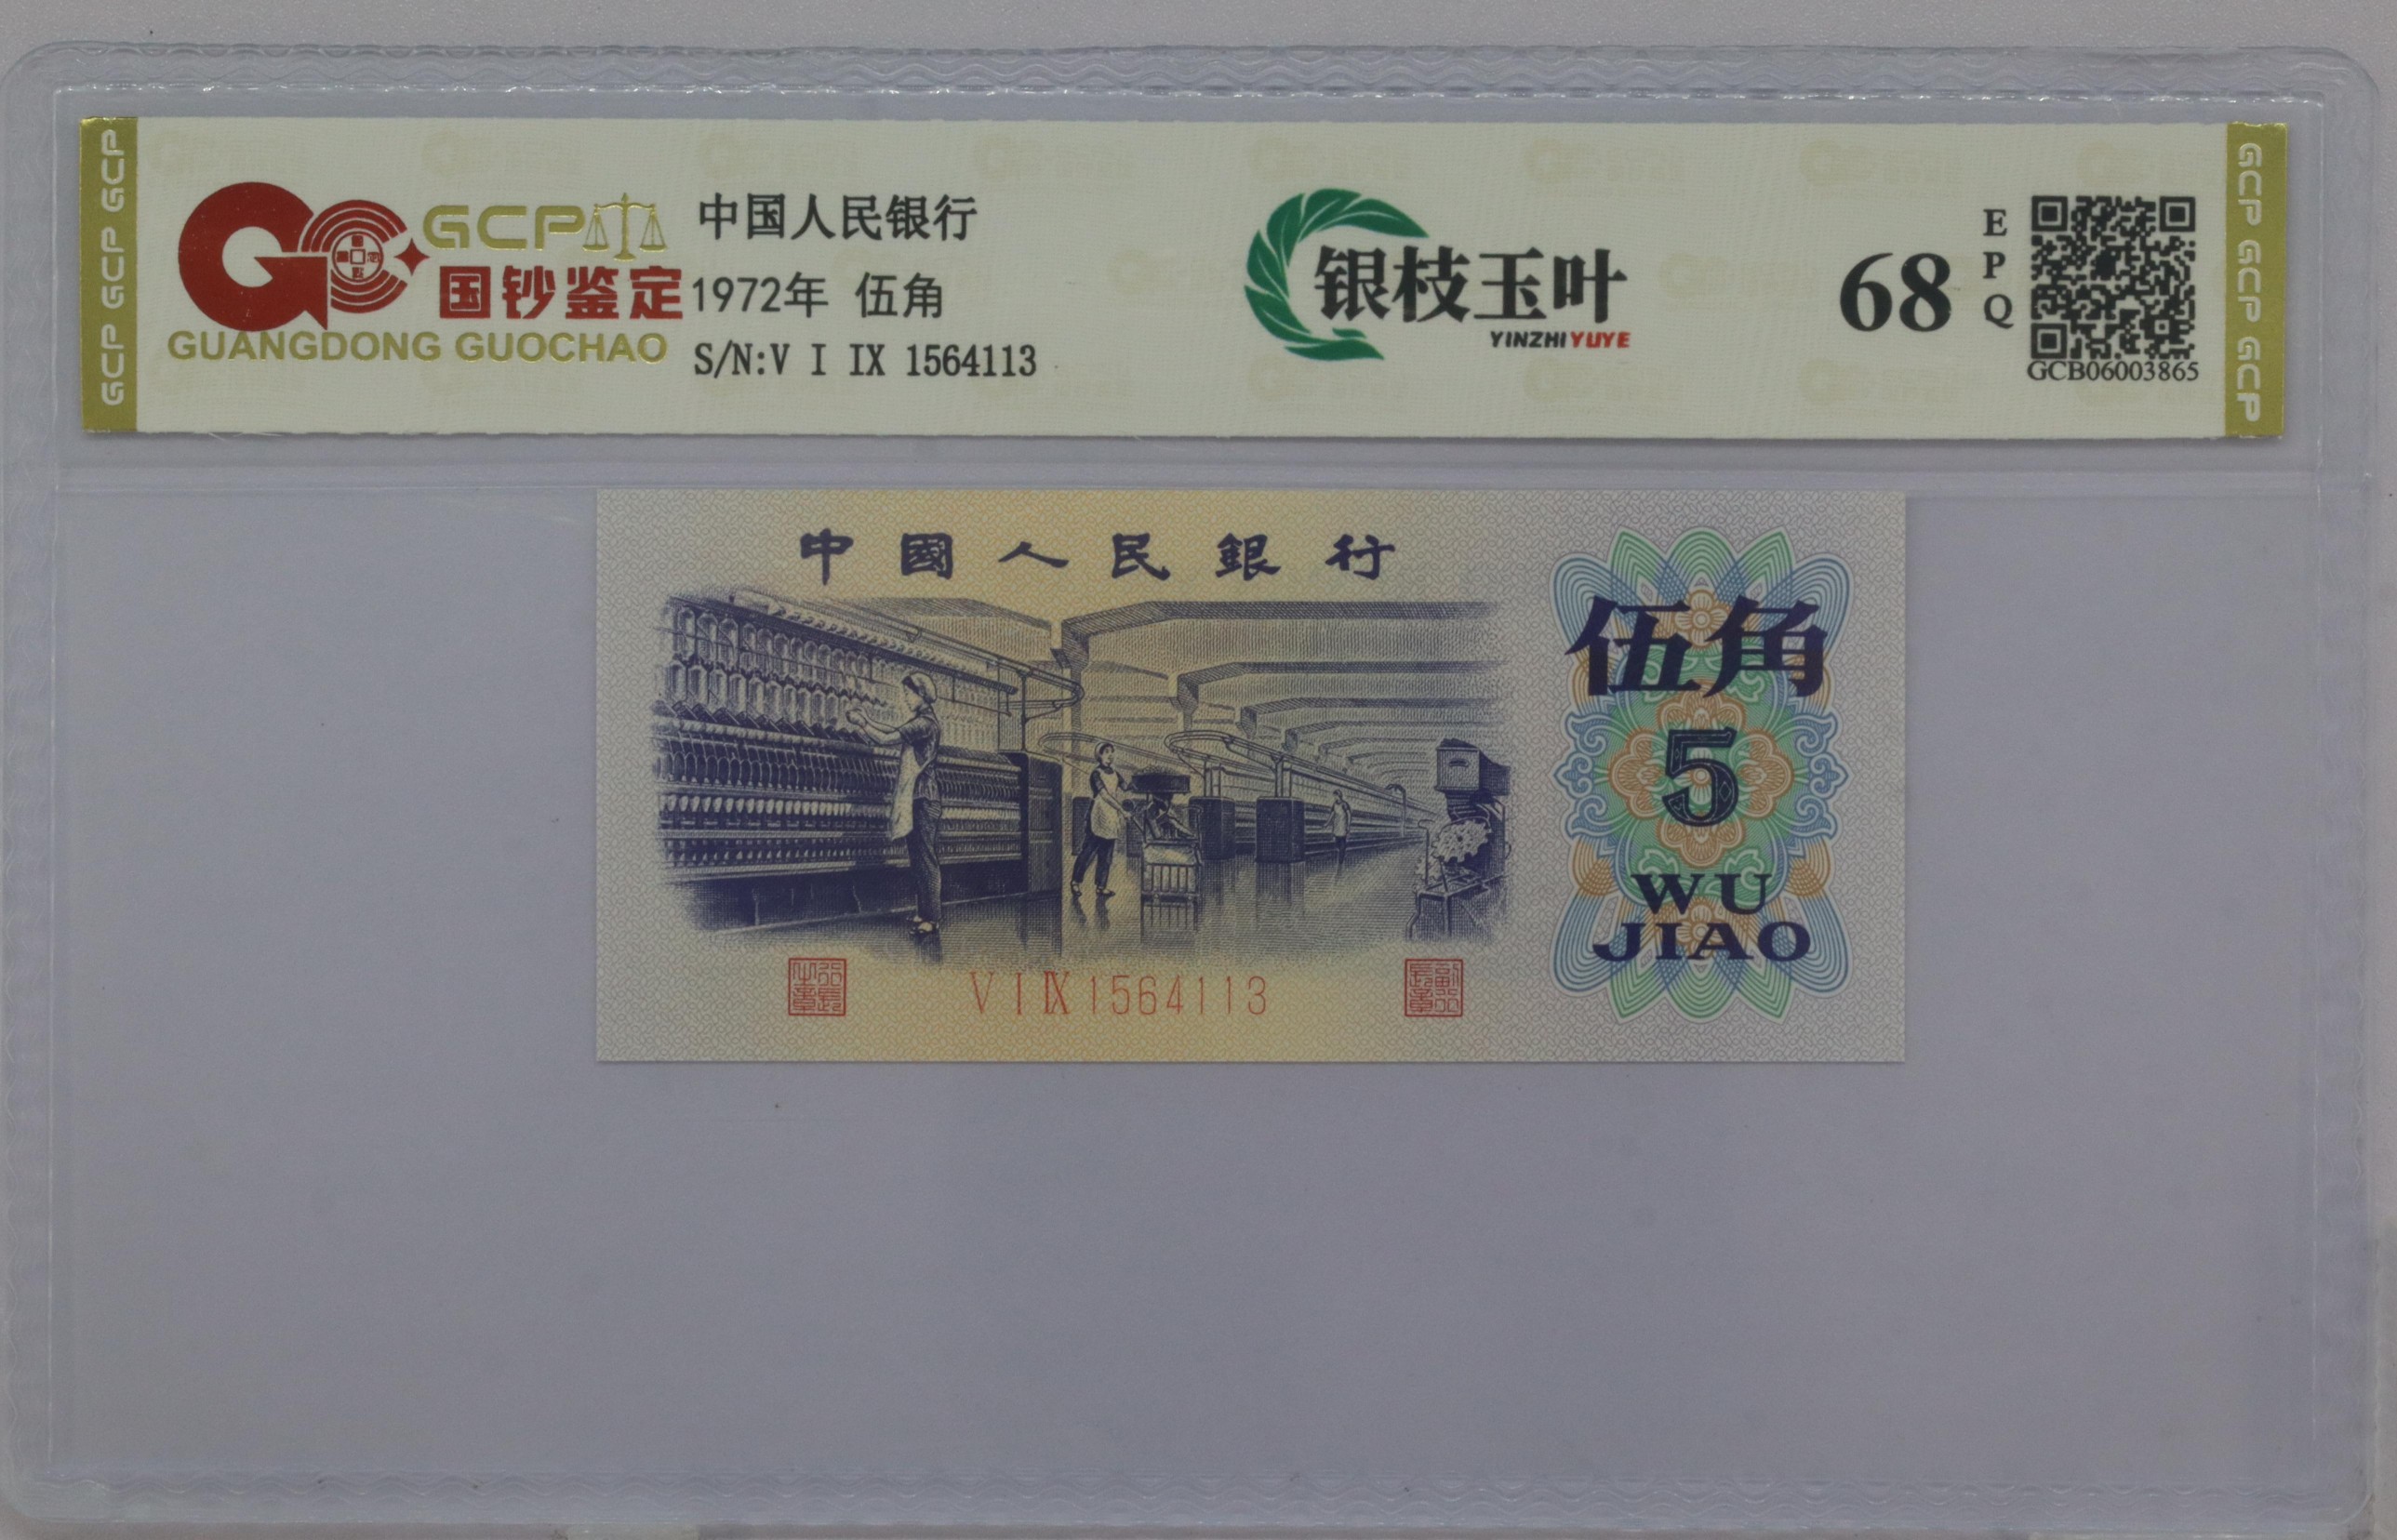 GCP GCP GCP
GCP
国钞鉴定
GUANGDONG GUOCHAO
中国人民银行
1972年 伍角
S/N:V I IX 1564113
银枝玉叶
YINZHIYUYE
68
EPQ
GCB06003865
GCP GCP GCP
中國人民銀行
伍角
5
WU
JIAO
V I IX 1564113